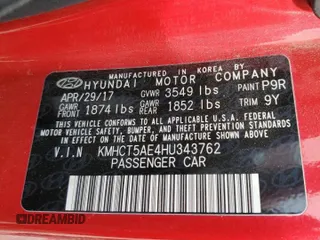 MANUFACTURED IN KOREA BY
HYUNDAI MOTOR COMPANY
APR/29/17 GVWR 3549 lbs PAINT P9R
GAWR FRONT 1874 lbs GAWR REAR 1852 lbs TRIM 9Y
THIS VEHICLE CONFORMS TO ALL APPLICABLE
U.S.A. FEDERAL MOTOR VEHICLE SAFETY, BUMPER, AND
THEFT PREVENTION STANDARDS IN EFFECT ON THE
DATE OF MANUFACTURE SHOWN ABOVE.
V.I.N KMHCT5AE4HU343762
PASSENGER CAR
DREAMBID